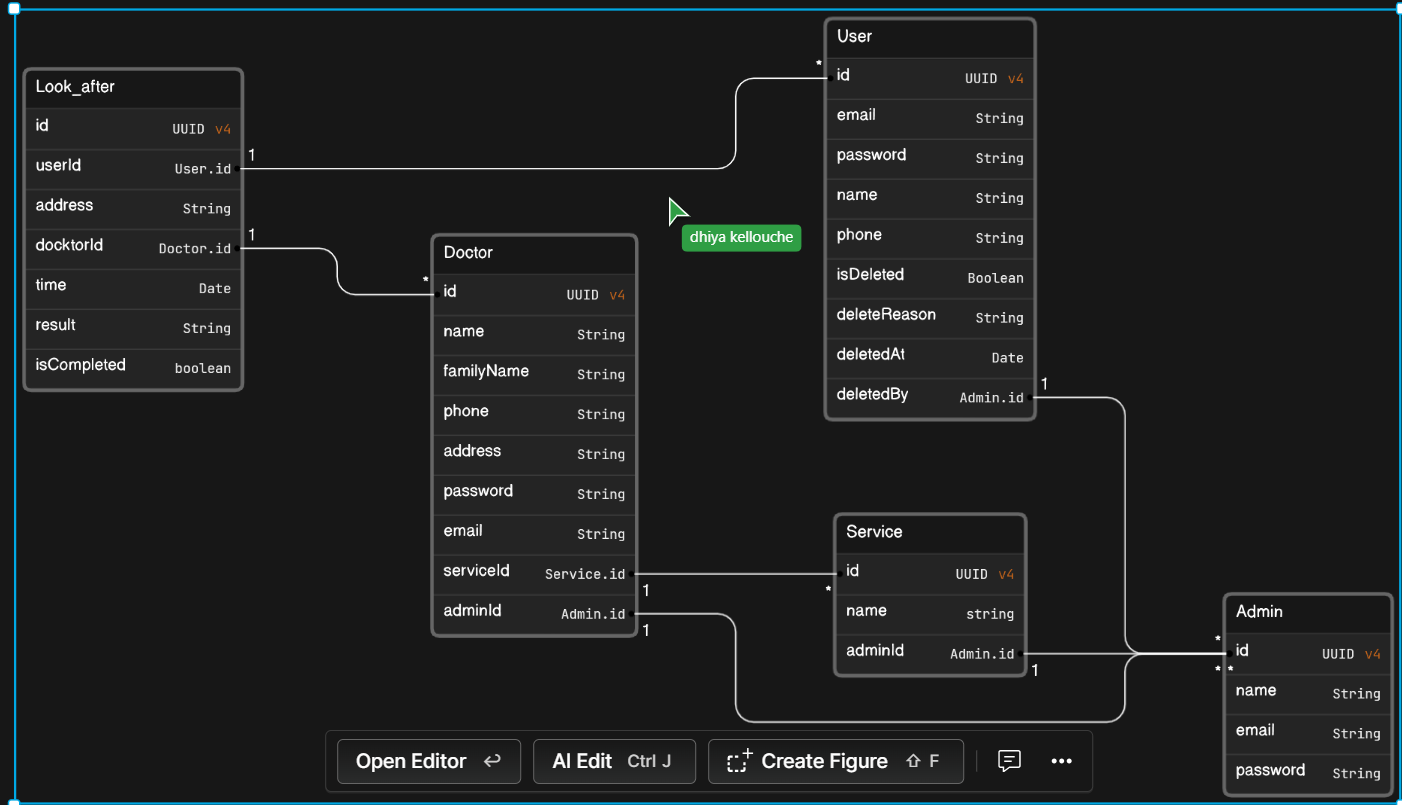 Look_after
id UUID v4
userId User.id 1
address String
docktorId Doctor.id 1
time Date
result String
isCompleted boolean
Doctor
* id UUID v4
name String
familyName String
phone String
address String
password String
email String
serviceId Service.id 1
adminId Admin.id 1
User
* id UUID v4
email String
password String
name String
phone String
isDeleted Boolean
deleteReason String
deletedAt Date
deletedBy Admin.id 1
dhiya kellouche
Service
* id UUID v4
name string
adminId Admin.id 1
Admin
* id UUID v4
* *
name String
email String
password String
Open Editor ↩ AI Edit Ctrl J Create Figure ⇧ F